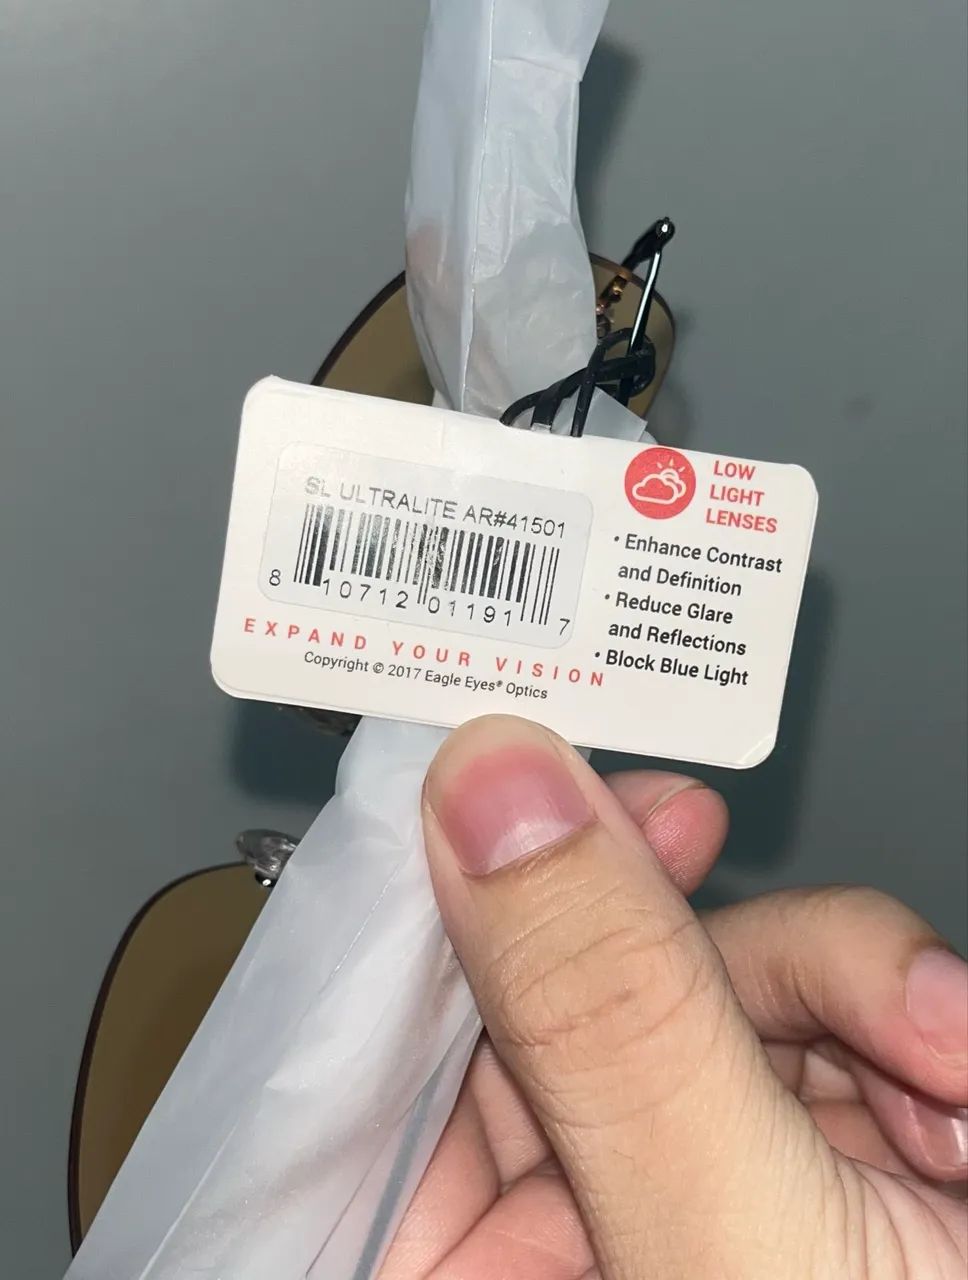 SL ULTRALITE AR#41501
8 10712 01191 7
EXPAND YOUR VISION
Copyright © 2017 Eagle Eyes® Optics
LOW
LIGHT
LENSES
• Enhance Contrast
and Definition
• Reduce Glare
and Reflections
• Block Blue Light